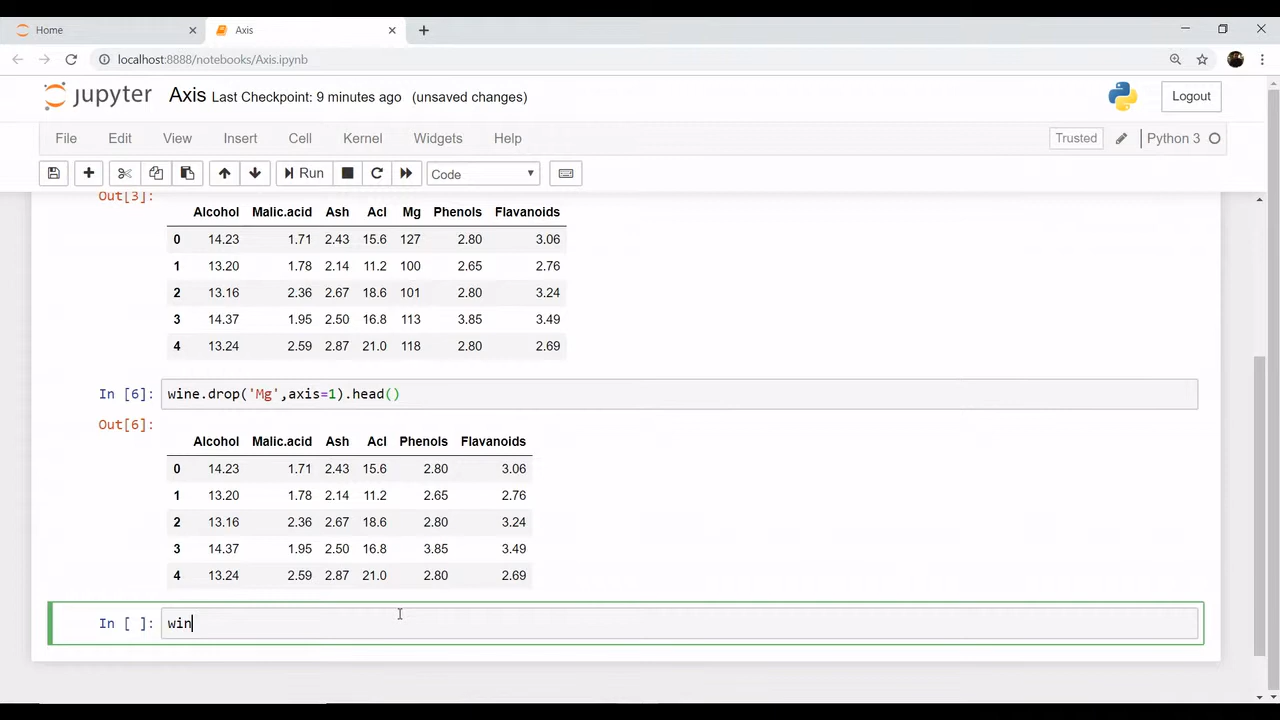 Home
Axis
localhost:8888/notebooks/Axis.ipynb
jupyter Axis Last Checkpoint: 9 minutes ago (unsaved changes)
Logout
File Edit View Insert Cell Kernel Widgets Help
Trusted Python 3
Run Code
Out[3]:
Alcohol Malic.acid Ash Acl Mg Phenols Flavanoids
0 14.23 1.71 2.43 15.6 127 2.80 3.06
1 13.20 1.78 2.14 11.2 100 2.65 2.76
2 13.16 2.36 2.67 18.6 101 2.80 3.24
3 14.37 1.95 2.50 16.8 113 3.85 3.49
4 13.24 2.59 2.87 21.0 118 2.80 2.69
In [6]: wine.drop('Mg',axis=1).head()
Out[6]:
Alcohol Malic.acid Ash Acl Phenols Flavanoids
0 14.23 1.71 2.43 15.6 2.80 3.06
1 13.20 1.78 2.14 11.2 2.65 2.76
2 13.16 2.36 2.67 18.6 2.80 3.24
3 14.37 1.95 2.50 16.8 3.85 3.49
4 13.24 2.59 2.87 21.0 2.80 2.69
In [ ]: win